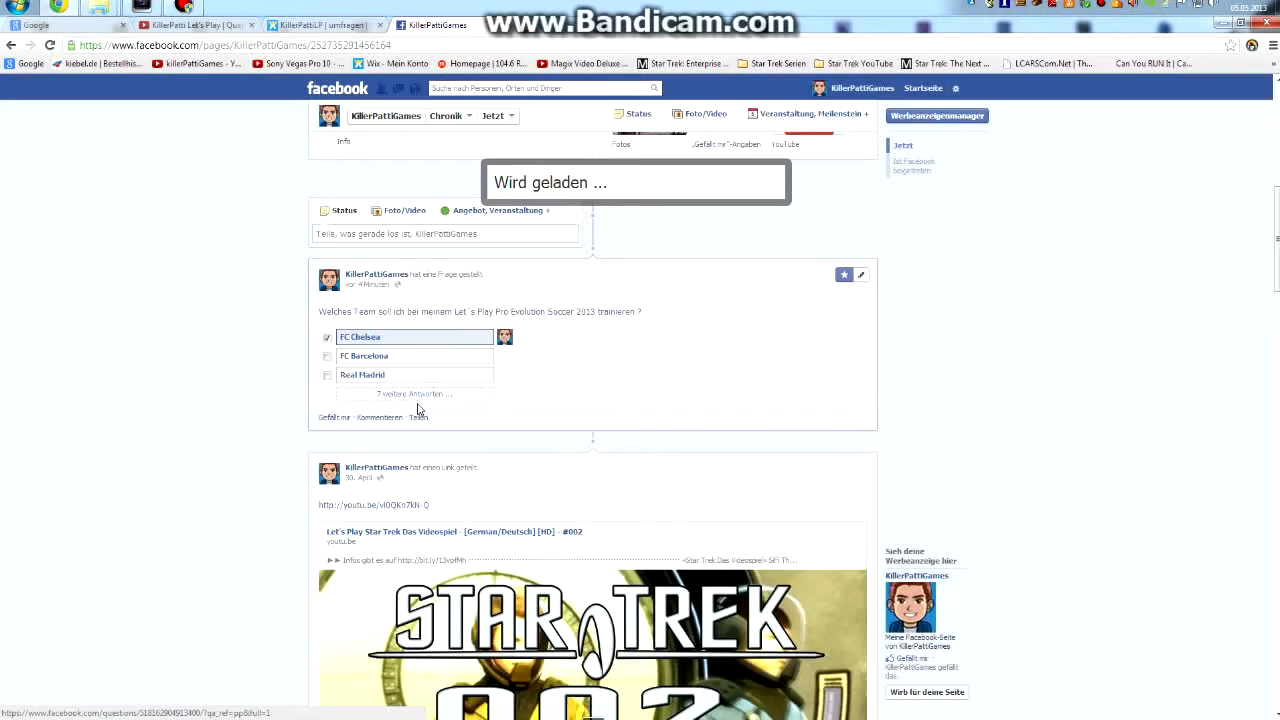 www.Bandicam.com
05.05.2013
Google
KillerPatti Let's Play | Qua
KillerPattiLP | umfragen
KillerPattiGames
https://www.facebook.com/pages/KillerPattiGames/252735291456164
Google
kiebel.de | Bestellhis...
killerPattiGames - Y...
Sony Vegas Pro 10 -...
Wix - Mein Konto
Homepage | 104.6...
Magix Video Deluxe...
Star Trek: Enterprise ...
Star Trek Serien
Star Trek YouTube
Star Trek: The Next ...
LCARSCom.Net | Th...
Can You RUN It | Ca...
facebook
Suche nach Personen, Orten und Dingen
KillerPattiGames
Startseite
KillerPattiGames
Chronik
Jetzt
Status
Foto/Video
Veranstaltung, Meilenstein +
Werbeanzeigenmanager
Info
Fotos
„Gefällt mir"-Angaben
YouTube
Jetzt
Ist Facebook
beigetreten
Wird geladen ...
Status
Foto/Video
Angebot, Veranstaltung +
Teile, was gerade los ist, KillerPattiGames
KillerPattiGames hat eine Frage gestellt.
vor 4 Minuten
Welches Team soll ich bei meinem Let´s Play Pro Evolution Soccer 2013 trainieren ?
FC Chelsea
FC Barcelona
Real Madrid
7 weitere Antworten ...
Gefällt mir · Kommentieren · Teilen
KillerPattiGames hat einen Link geteilt.
30. April
Let's Play Star Trek Das Videospiel - [German/Deutsch] [HD] - #002
youtu.be
►► Infos gibt es auf http://bit.ly/13vpffMh
«Star Trek Das Videospiel» SiFi Th...
STAR TREK
002
Sieh deine
Werbeanzeige hier
KillerPattiGames
Meine Facebook-Seite
von KillerPattiGames
Gefällt mir
KillerPattiGames gefällt
das.
Wirb für deine Seite
https://www.facebook.com/questions/518162904913400/?qa_ref=pp&full=1